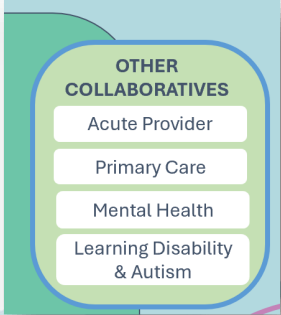 OTHER
COLLABORATIVES
Acute Provider
Primary Care
Mental Health
Learning Disability
& Autism